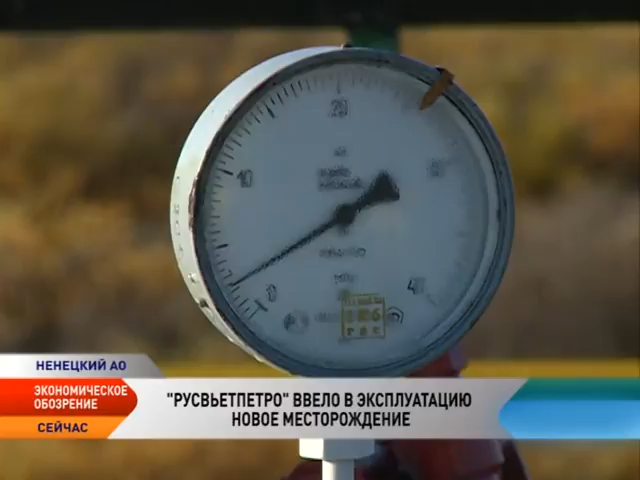 20
10
30
0
40
НЕНЕЦКИЙ АО
ЭКОНОМИЧЕСКОЕ
ОБОЗРЕНИЕ
СЕЙЧАС
"РУСВЬЕТПЕТРО" ВВЕЛО В ЭКСПЛУАТАЦИЮ
НОВОЕ МЕСТОРОЖДЕНИЕ